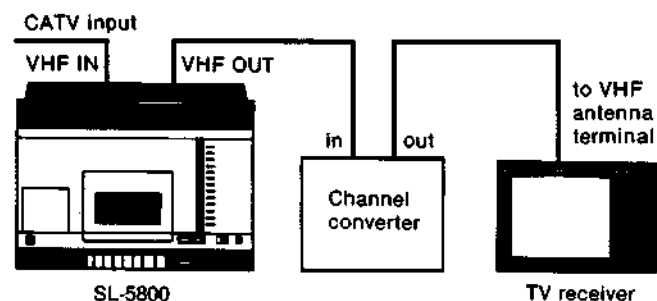 CATV input
VHF IN
VHF OUT
to VHF
antenna
terminal
in
out
Channel
converter
SL-5800
TV receiver